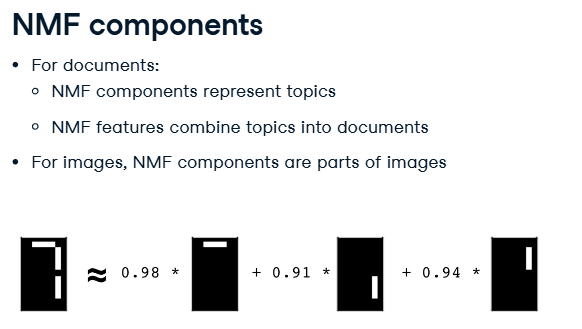 NMF components
• For documents:
○ NMF components represent topics
○ NMF features combine topics into documents
• For images, NMF components are parts of images
≈ 0.98 * + 0.91 * + 0.94 *